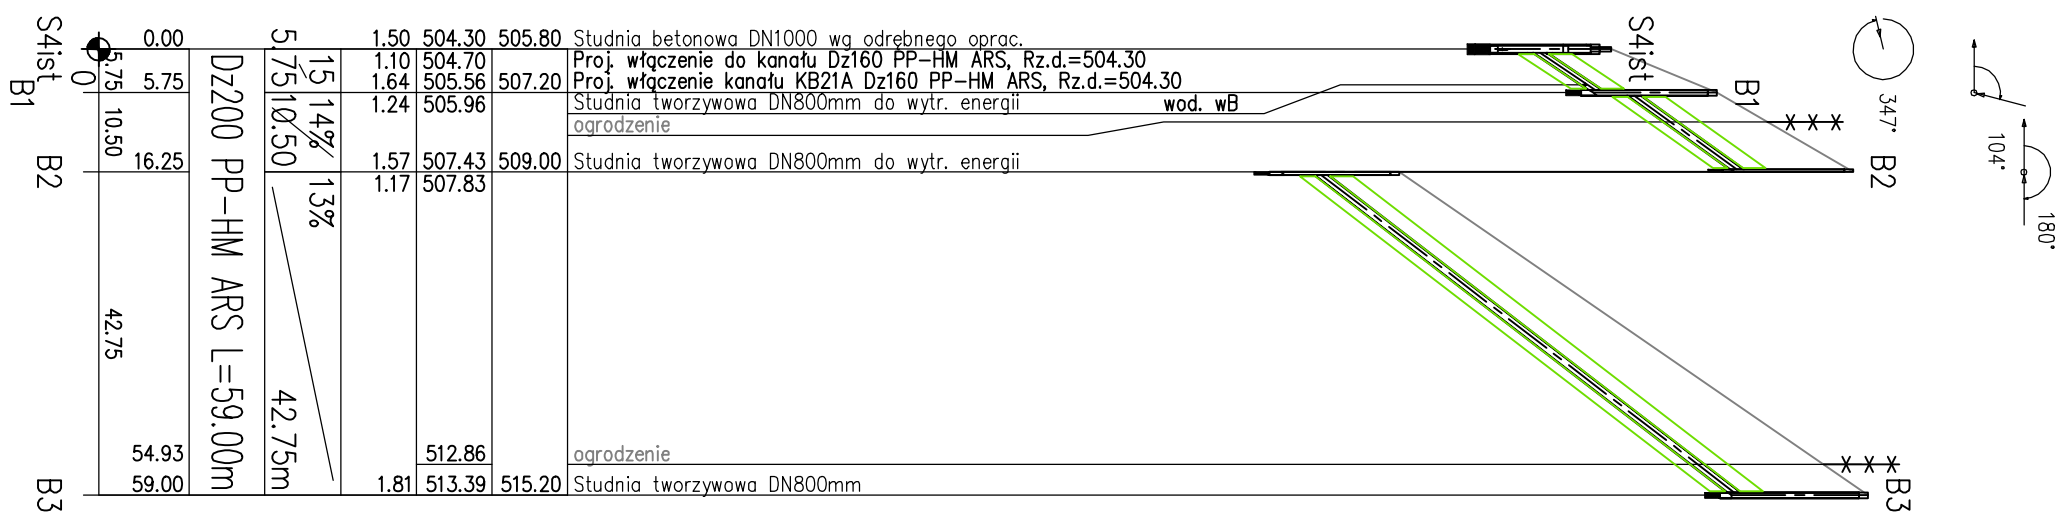 S4ist
B1
B2
B3
0
5.75
10.50
42.75
0.00
5.75
16.25
54.93
59.00
Dz200 PP-HM ARS L=59.00m
5.75
10.50
42.75m
15
14%
13%
1.50 504.30 505.80 Studnia betonowa DN1000 wg odrębnego oprac.
1.10 504.70 Proj. włączenie do kanału Dz160 PP-HM ARS, Rz.d.=504.30
1.64 505.56 507.20 Proj. włączenie kanału KB21A Dz160 PP-HM ARS, Rz.d.=504.30
1.24 505.96 Studnia tworzywowa DN800mm do wytr. energii
wod. wB
ogrodzenie
1.57 507.43 509.00 Studnia tworzywowa DN800mm do wytr. energii
1.17 507.83
512.86 ogrodzenie
1.81 513.39 515.20 Studnia tworzywowa DN800mm
S4ist
B1
B2
B3
347°
104°
180°